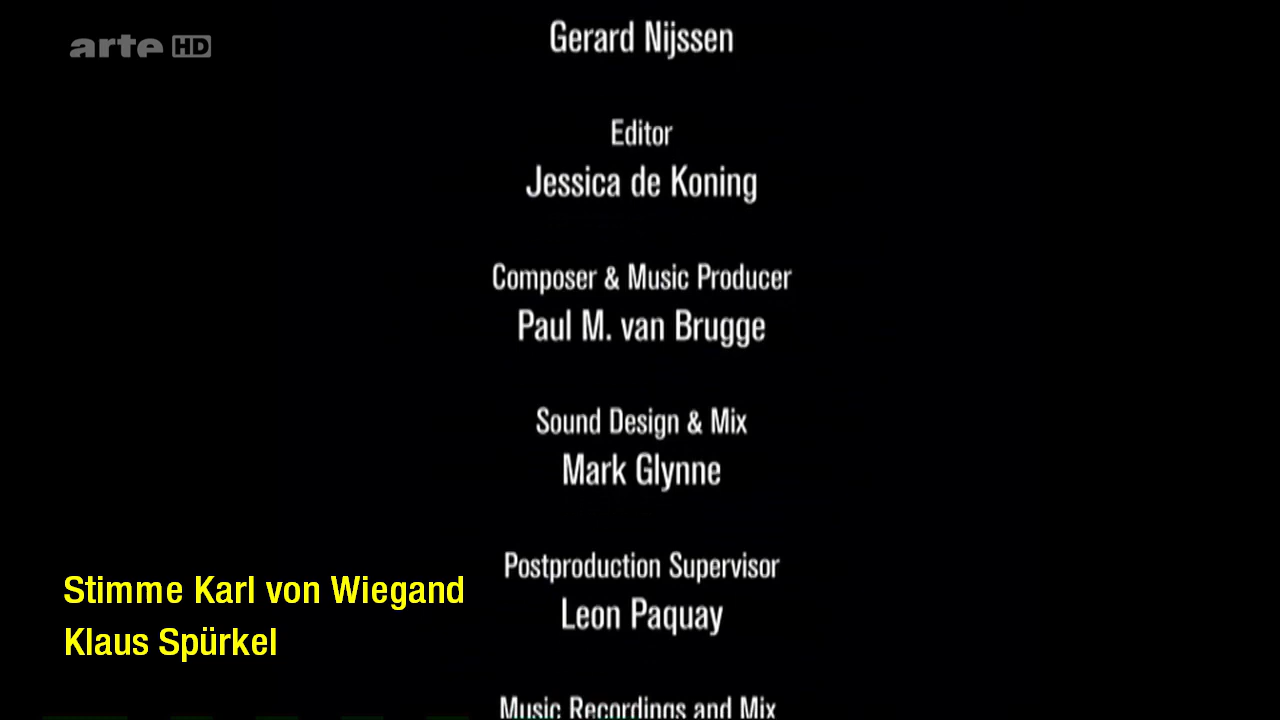 arte HD
Gerard Nijssen
Editor
Jessica de Koning
Composer & Music Producer
Paul M. van Brugge
Sound Design & Mix
Mark Glynne
Postproduction Supervisor
Leon Paquay
Stimme Karl von Wiegand
Klaus Spürkel
Music Recordings and Mix